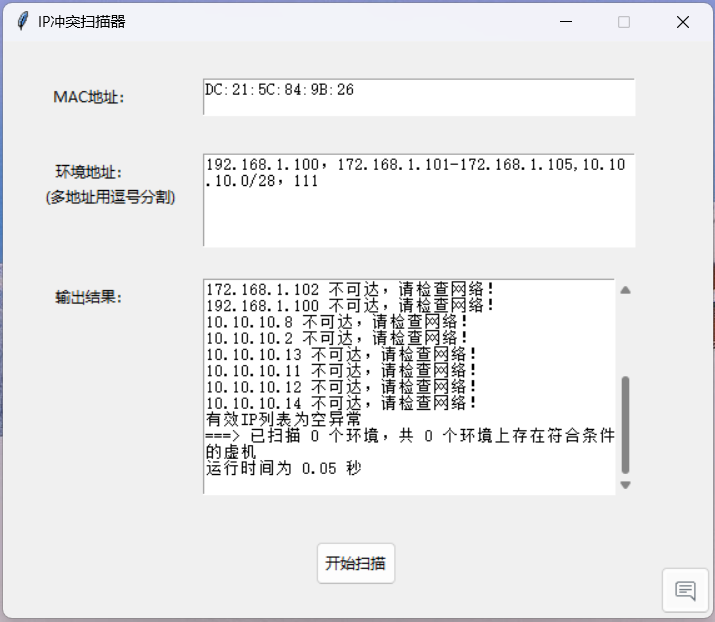 IP冲突扫描器
MAC地址：
DC:21:5C:84:9B:26
环境地址：
(多地址用逗号分割)
192.168.1.100，172.168.1.101-172.168.1.105,10.10
.10.0/28，111
输出结果：
172.168.1.102 不可达，请检查网络！
192.168.1.100 不可达，请检查网络！
10.10.10.8 不可达，请检查网络！
10.10.10.2 不可达，请检查网络！
10.10.10.13 不可达，请检查网络！
10.10.10.11 不可达，请检查网络！
10.10.10.12 不可达，请检查网络！
10.10.10.14 不可达，请检查网络！
有效IP列表为空异常
===> 已扫描 0 个环境，共 0 个环境上存在符合条件
的虚机
运行时间为 0.05 秒
开始扫描